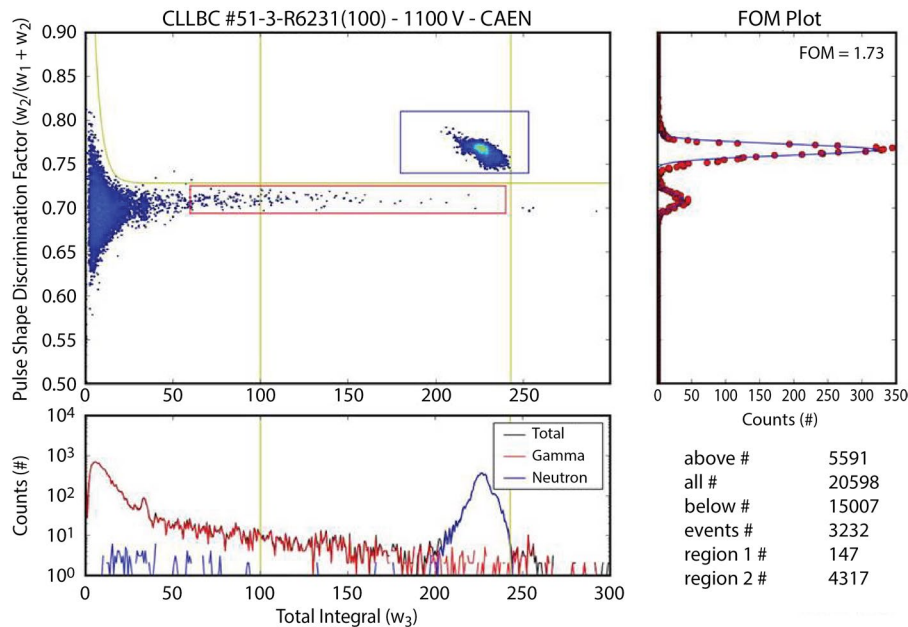 CLLBC #51-3-R6231(100) - 1100 V - CAEN
Pulse Shape Discrimination Factor (w₂/(w₁ + w₂)
0.90
0.85
0.80
0.75
0.70
0.65
0.60
0.55
0.50
0 50 100 150 200 250
FOM Plot
FOM = 1.73
0 50 100 150 200 250 300 350
Counts (#)
Counts (#)
10⁴
10³
10²
10¹
10⁰
Total
Gamma
Neutron
0 50 100 150 200 250 300
Total Integral (w₃)
above # 5591
all # 20598
below # 15007
events # 3232
region 1 # 147
region 2 # 4317